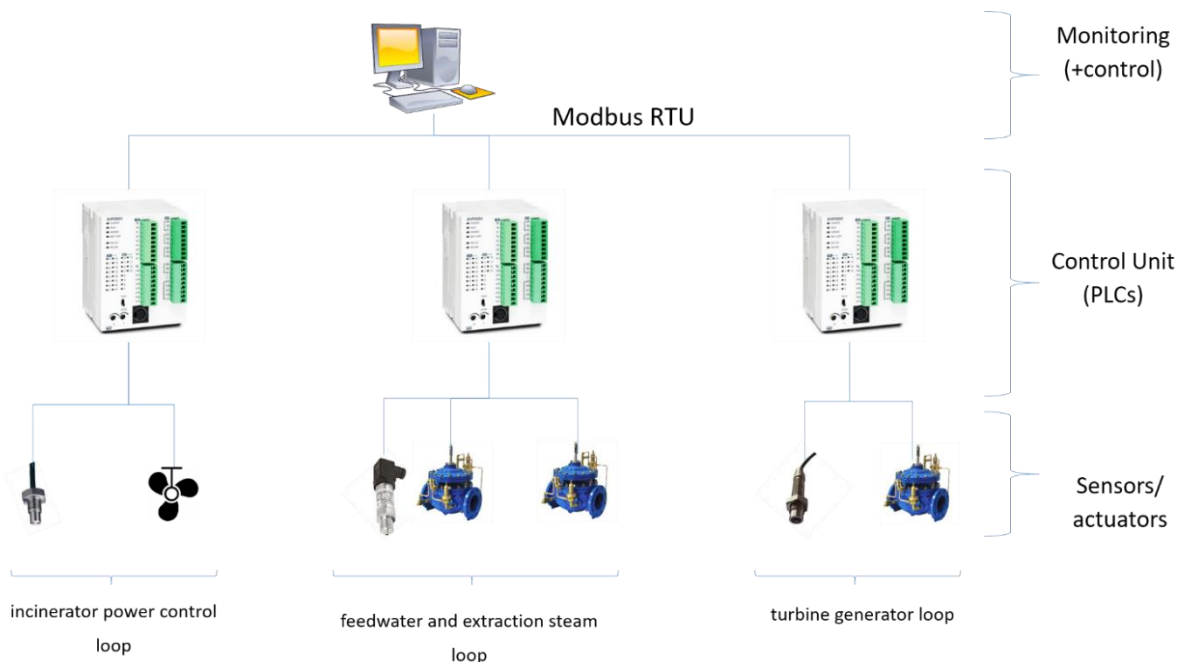 Monitoring
(+control)
Modbus RTU
Control Unit
(PLCs)
Sensors/
actuators
incinerator power control
loop
feedwater and extraction steam
loop
turbine generator loop